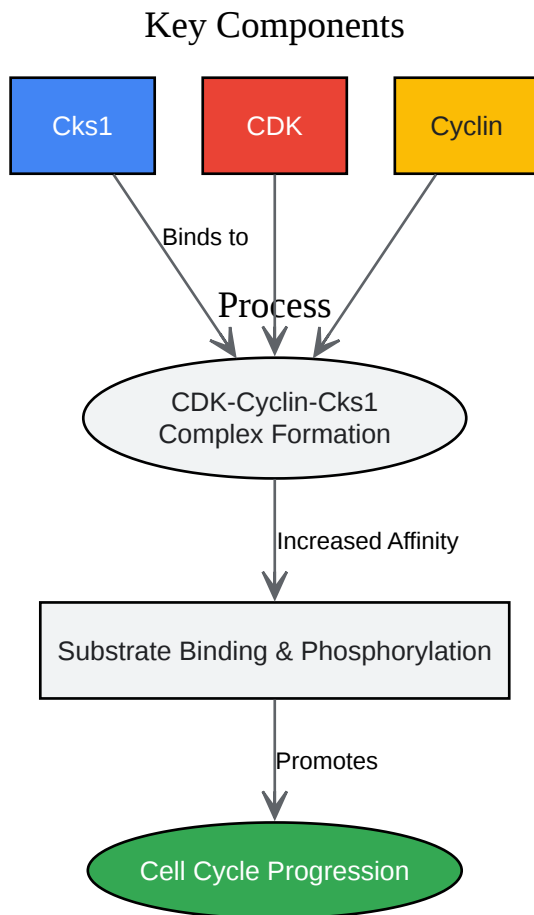 Key Components
Cks1
CDK
Cyclin
Binds to
Process
CDK-Cyclin-Cks1
Complex Formation
Increased Affinity
Substrate Binding & Phosphorylation
Promotes
Cell Cycle Progression